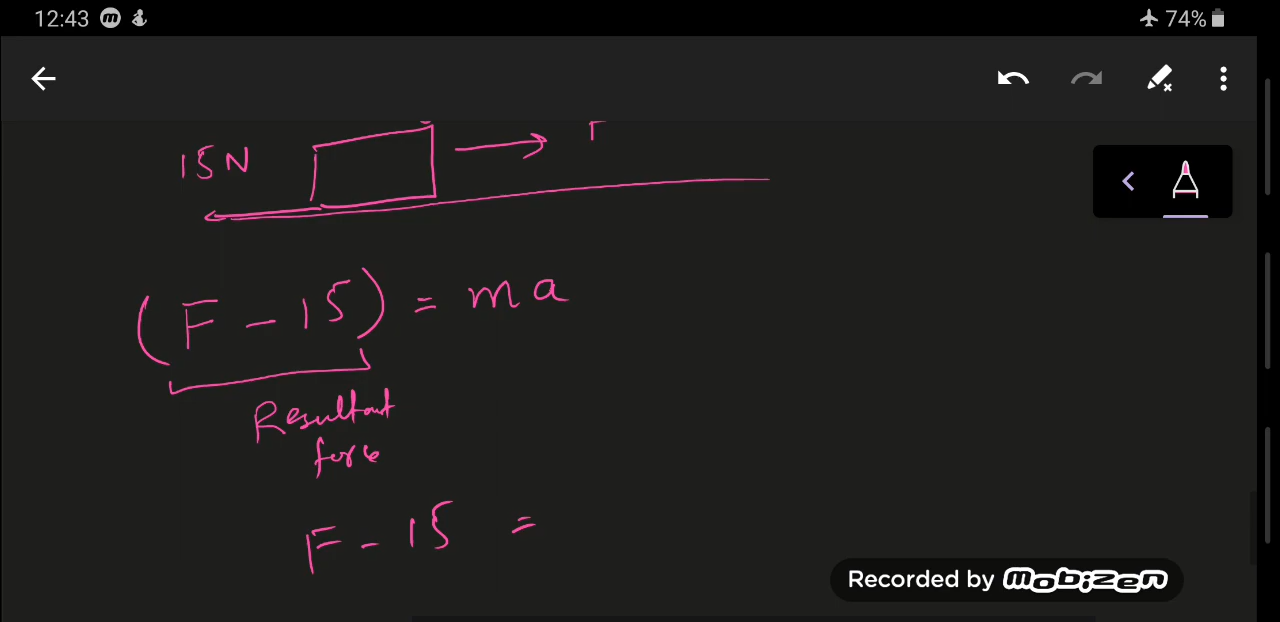 12:43 74%
15N F
(F - 15) = ma
Resultant
force
F - 15 =
Recorded by Mobizen